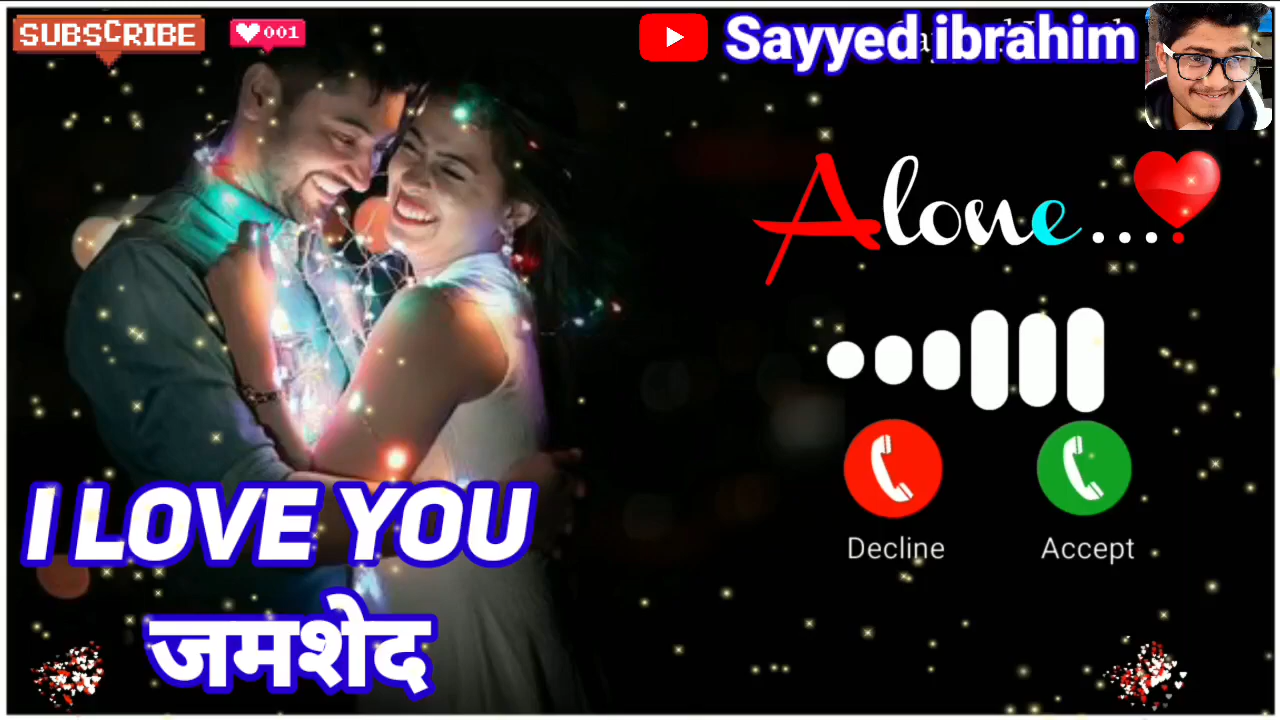 SUBSCRIBE
001
Sayyed ibrahim
Alone...
Decline
Accept
I LOVE YOU
जमशेद